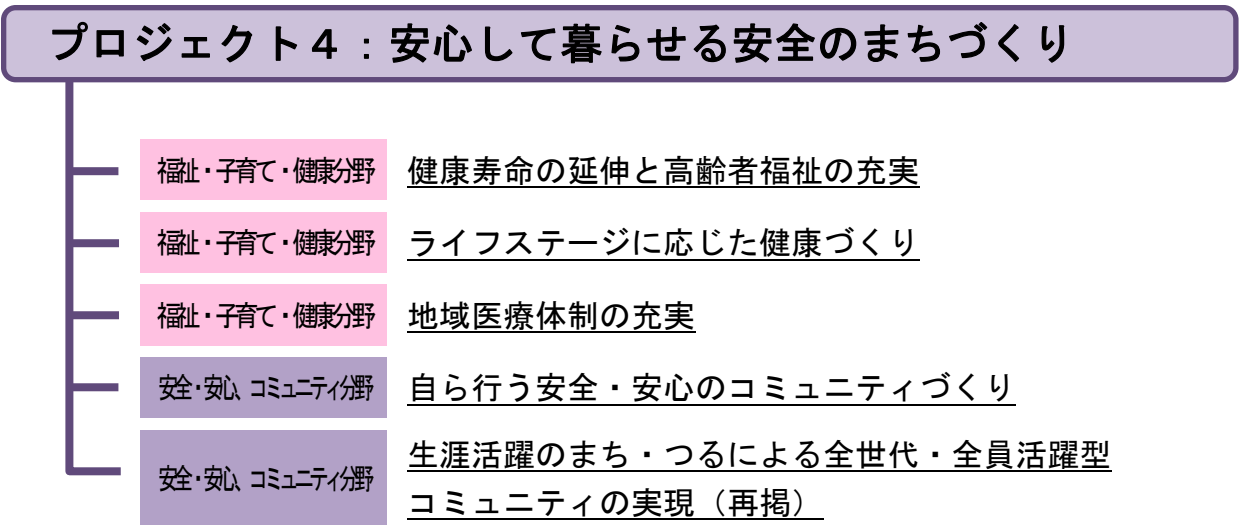 プロジェクト４：安心して暮らせる安全のまちづくり
福祉・子育て・健康分野 健康寿命の延伸と高齢者福祉の充実
福祉・子育て・健康分野 ライフステージに応じた健康づくり
福祉・子育て・健康分野 地域医療体制の充実
安全・安心、コミュニティ分野 自ら行う安全・安心のコミュニティづくり
安全・安心、コミュニティ分野 生涯活躍のまち・つるによる全世代・全員活躍型
コミュニティの実現（再掲）